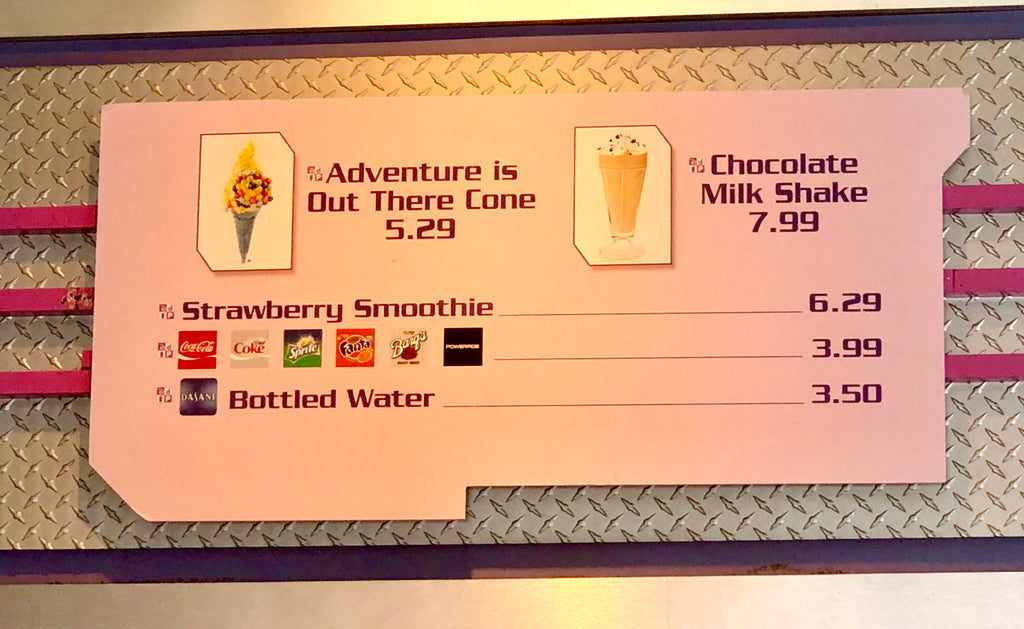 Adventure is
Out There Cone
5.29
Chocolate
Milk Shake
7.99
Strawberry Smoothie 6.29
Coca-Cola Diet Coke Sprite Fanta Barq's POWERADE 3.99
DASANI Bottled Water 3.50